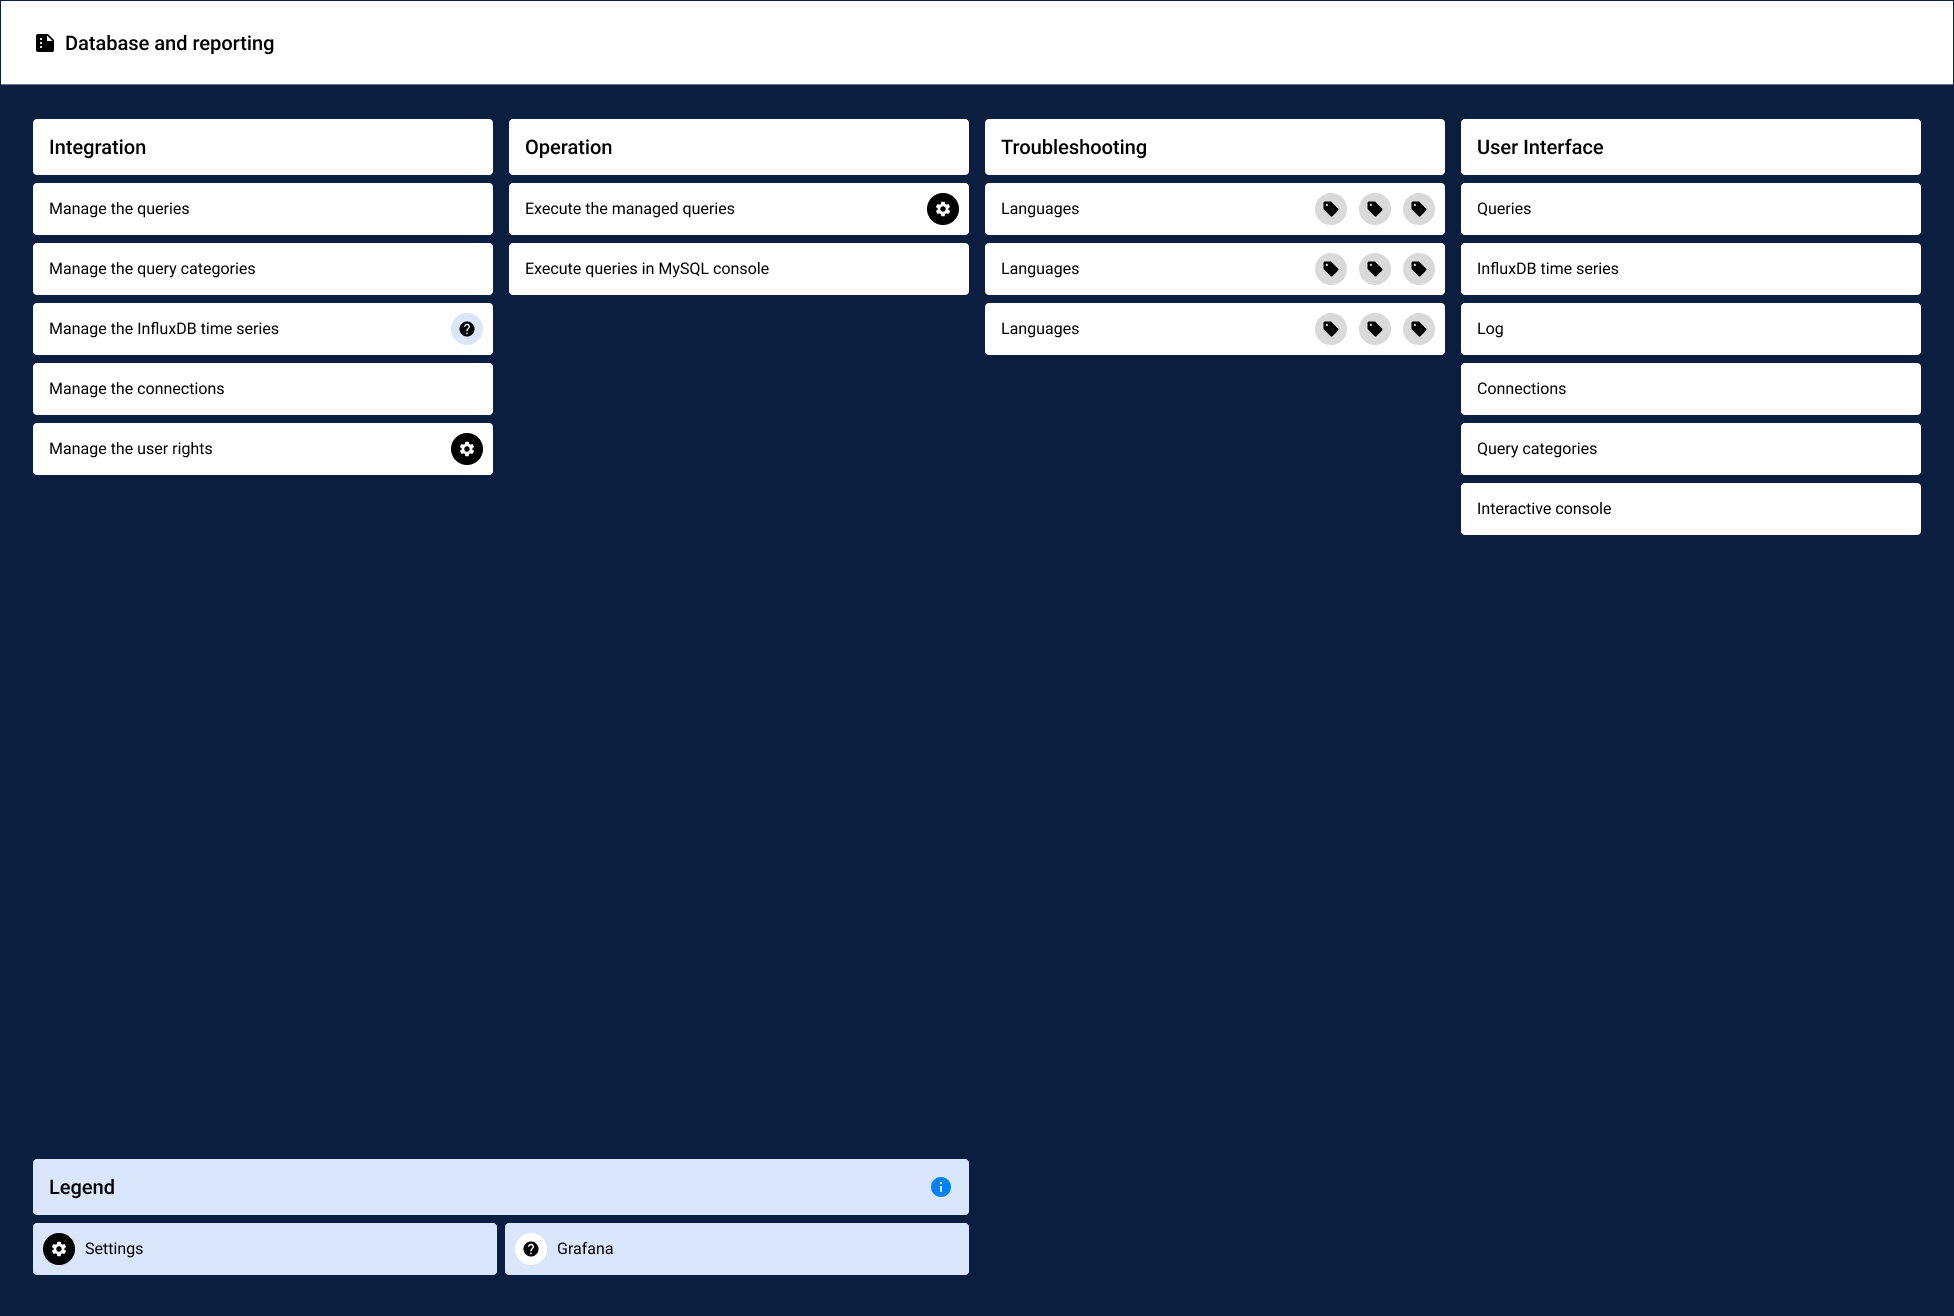 Database and reporting
Integration
Manage the queries
Manage the query categories
Manage the InfluxDB time series
Manage the connections
Manage the user rights
Operation
Execute the managed queries
Execute queries in MySQL console
Troubleshooting
Languages
Languages
Languages
User Interface
Queries
InfluxDB time series
Log
Connections
Query categories
Interactive console
Legend
Settings
Grafana